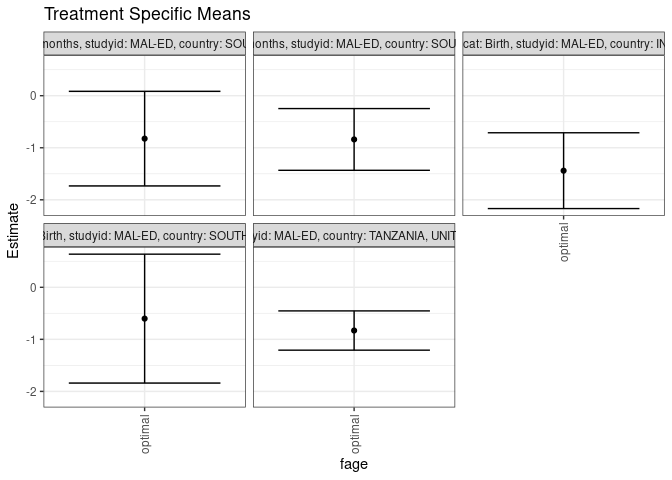 Treatment Specific Means
months, studyid: MAL-ED, country: SOU
onths, studyid: MAL-ED, country: SOU
cat: Birth, studyid: MAL-ED, country: IN
0
-1
-2
optimal
Birth, studyid: MAL-ED, country: SOUTH
yid: MAL-ED, country: TANZANIA, UNIT
0
-1
-2
optimal
optimal
Estimate
fage